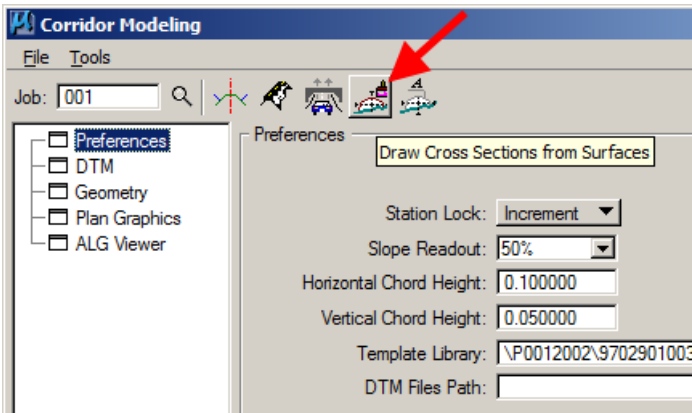 Corridor Modeling
File Tools
Job: 001
Preferences
DTM
Geometry
Plan Graphics
ALG Viewer
Preferences
Draw Cross Sections from Surfaces
Station Lock: Increment
Slope Readout: 50%
Horizontal Chord Height: 0.100000
Vertical Chord Height: 0.050000
Template Library: \P0012002\9702901003
DTM Files Path: